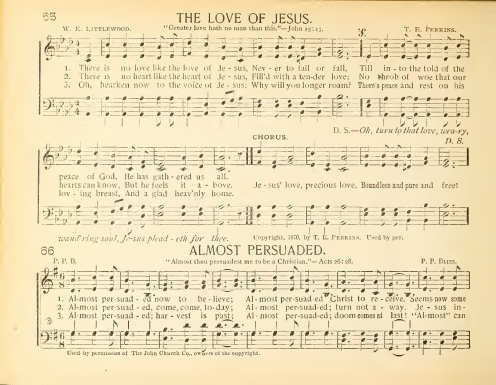 65
THE LOVE OF JESUS.
W. E. LITTLEWOOD. "Greater love hath no man than this."—John 15: 13. T. E. PERKINS.
1. There is no love like the love of Je - sus, Nev - er to fail or fall, Till in - to the fold of the
2. There is no heart like the heart of Je - sus, Fill'd with a ten-der love; No throb of woe that our
3. Oh, hearken now to the voice of Je - sus; Why will you longer roam? There's peace and rest on his
D. S.—Oh, turn to that love, wea-ry,
D. S.
CHORUS.
peace of God, He has gath - ered us all.
hearts can know, But he feels it a - bove. Je - sus' love, precious love, Boundless and pure and free!
lov - ing breast, And a glad heav'nly home.
wand'ring soul, Je-sus plead - eth for thee. Copyright, 1876, by T. E. PERKINS. Used by per.
66
ALMOST PERSUADED.
P. P. B. "Almost thou persuadest me to be a Christian."—Acts 26: 28. P. P. BLISS.
1. Al-most per-suad - ed now to be - lieve; Al-most per-suad-ed Christ to re - ceive, Seems now some
2. Al-most per-suad - ed, come, come, to-day; Al-most per-suad-ed; turn not a - way. Je - sus in-
3. Al-most per-suad-ed, har - vest is past; Al-most per-suad-ed; doom comes at last! "Al-most" can
Used by permission of The John Church Co., owners of the copyright.